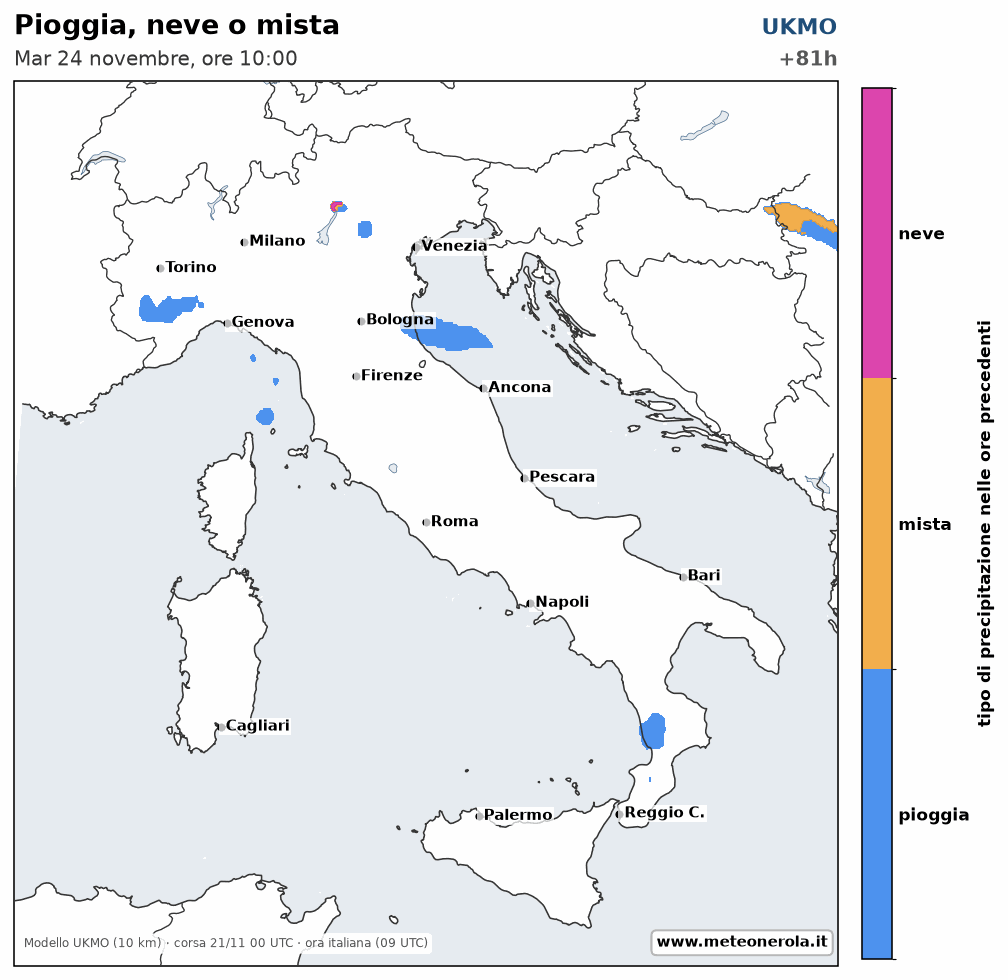 Pioggia, neve o mista
UKMO
Mar 24 novembre, ore 10:00
+81h
neve
Milano
Venezia
Torino
Genova
Bologna
Firenze
Ancona
Pescara
Roma
mista
Bari
Napoli
tipo di precipitazione nelle ore precedenti
Cagliari
Palermo
Reggio C.
pioggia
Modello UKMO (10 km) · corsa 21/11 00 UTC · ora italiana (09 UTC)
www.meteonerola.it